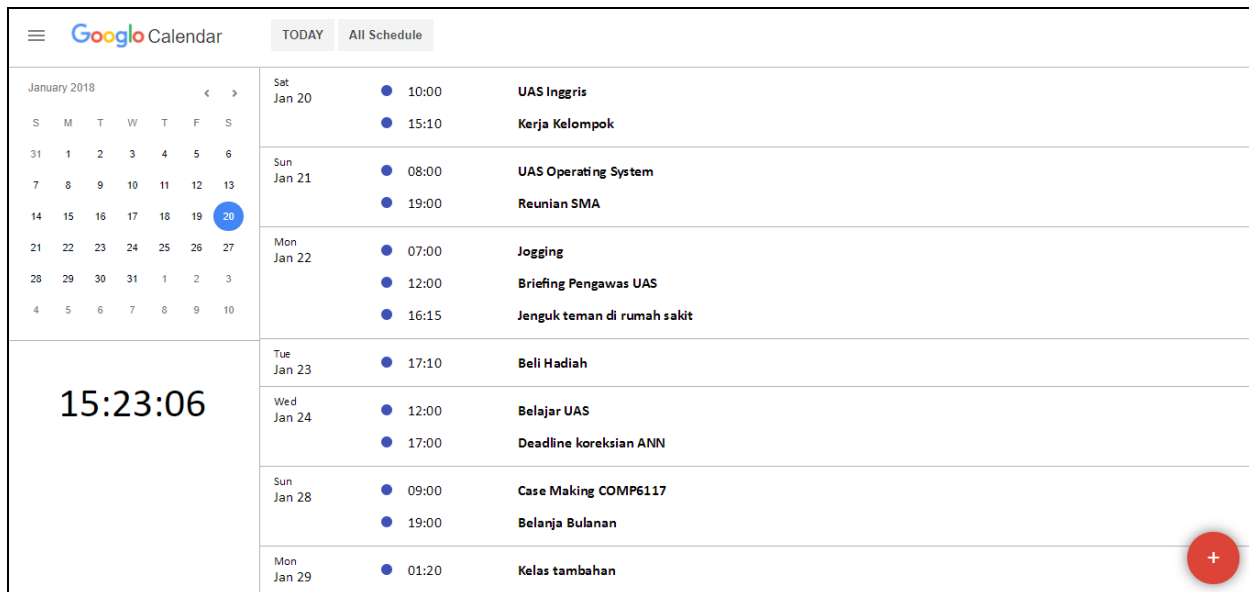 Googlo Calendar
TODAY
All Schedule
January 2018
S M T W T F S
31 1 2 3 4 5 6
7 8 9 10 11 12 13
14 15 16 17 18 19 20
21 22 23 24 25 26 27
28 29 30 31 1 2 3
4 5 6 7 8 9 10
15:23:06
Sat
Jan 20
10:00 UAS Inggris
15:10 Kerja Kelompok
Sun
Jan 21
08:00 UAS Operating System
19:00 Reunian SMA
Mon
Jan 22
07:00 Jogging
12:00 Briefing Pengawas UAS
16:15 Jenguk teman di rumah sakit
Tue
Jan 23
17:10 Beli Hadiah
Wed
Jan 24
12:00 Belajar UAS
17:00 Deadline koreksian ANN
Sun
Jan 28
09:00 Case Making COMP6117
19:00 Belanja Bulanan
Mon
Jan 29
01:20 Kelas tambahan
+